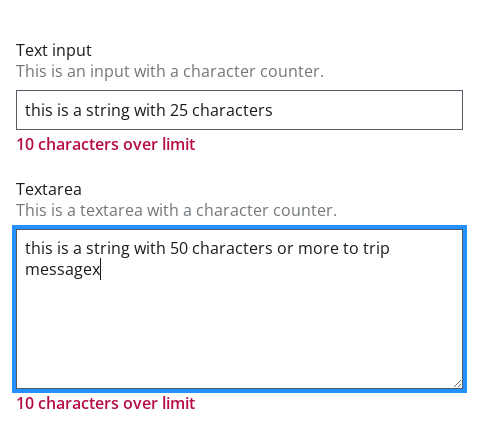 Text input
This is an input with a character counter.
this is a string with 25 characters
10 characters over limit
Textarea
This is a textarea with a character counter.
this is a string with 50 characters or more to trip
messagex
10 characters over limit